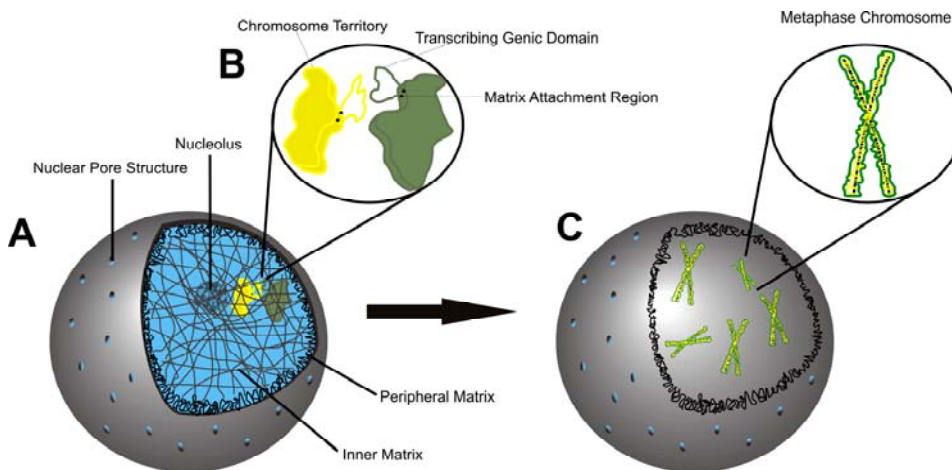 Chromosome Territory
Transcribing Genic Domain
Metaphase Chromosome
B
Matrix Attachment Region
Nucleolus
Nuclear Pore Structure
A
C
Peripheral Matrix
Inner Matrix